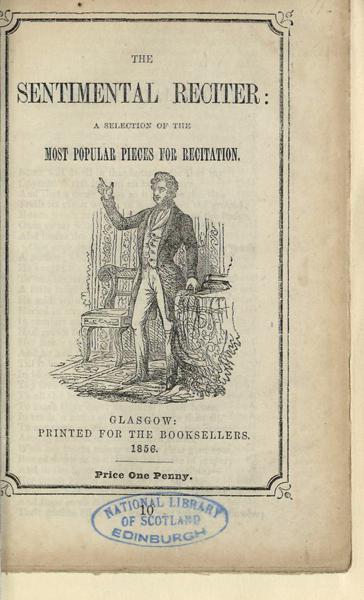 THE
SENTIMENTAL RECITER:
A SELECTION OF THE
MOST POPULAR PIECES FOR RECITATION.
GLASGOW:
PRINTED FOR THE BOOKSELLERS.
1856.
Price One Penny.
10
NATIONAL LIBRARY
OF SCOTLAND
EDINBURGH